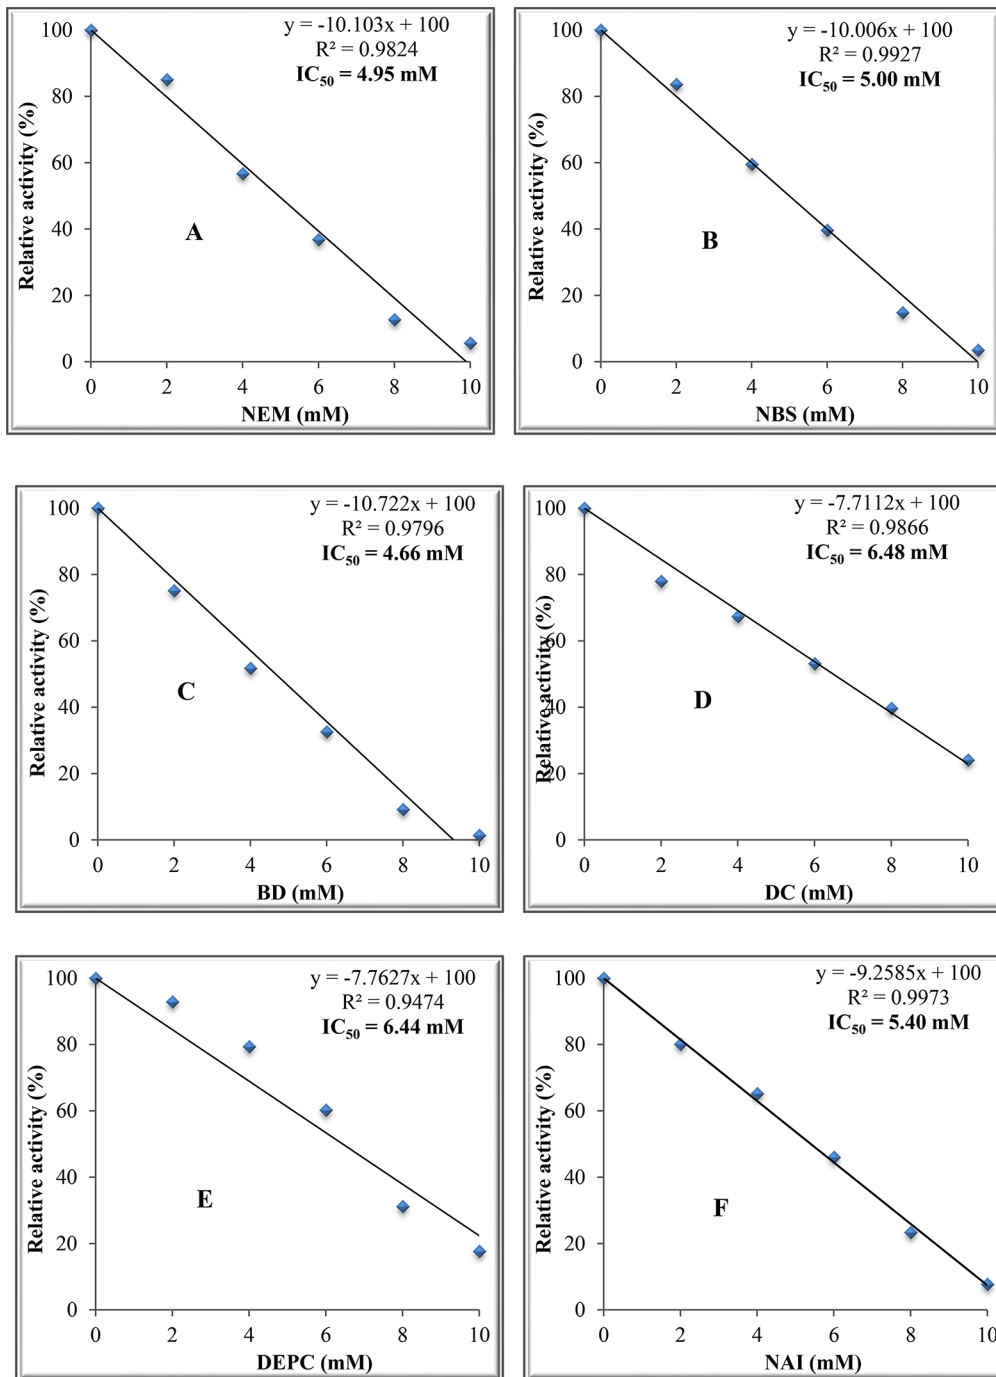 y = -10.103x + 100
R² = 0.9824
IC₅₀ = 4.95 mM
100
80
60
40
20
0
Relative activity (%)
A
0 2 4 6 8 10
NEM (mM)
y = -10.006x + 100
R² = 0.9927
IC₅₀ = 5.00 mM
100
80
60
40
20
0
Relative activity (%)
B
0 2 4 6 8 10
NBS (mM)
y = -10.722x + 100
R² = 0.9796
IC₅₀ = 4.66 mM
100
80
60
40
20
0
Relative activity (%)
C
0 2 4 6 8 10
BD (mM)
y = -7.7112x + 100
R² = 0.9866
IC₅₀ = 6.48 mM
100
80
60
40
20
0
Relative activity (%)
D
0 2 4 6 8 10
DC (mM)
y = -7.7627x + 100
R² = 0.9474
IC₅₀ = 6.44 mM
100
80
60
40
20
0
Relative activity (%)
E
0 2 4 6 8 10
DEPC (mM)
y = -9.2585x + 100
R² = 0.9973
IC₅₀ = 5.40 mM
100
80
60
40
20
0
Relative activity (%)
F
0 2 4 6 8 10
NAI (mM)